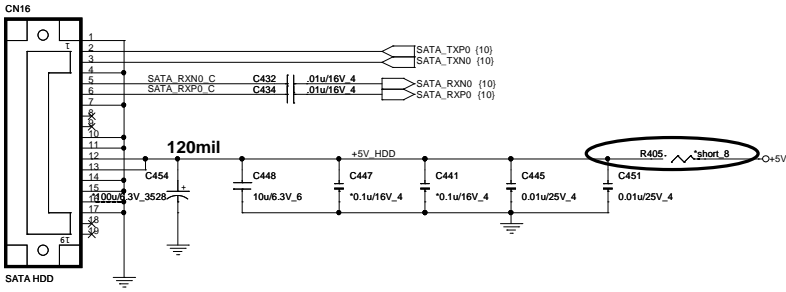 CN16
1
1
2
3
4
5
6
7
8
9
10
11
12
13
14
15
16
17
18
19
19
SATA_TXP0 {10}
SATA_TXN0 {10}
SATA_RXN0_C C432 .01u/16V_4 SATA_RXN0 {10}
SATA_RXP0_C C434 .01u/16V_4 SATA_RXP0 {10}
120mil
+5V_HDD
R405 *short_8
+5V
C454
*100u/6.3V_3528
+
C448
10u/6.3V_6
C447
*0.1u/16V_4
C441
*0.1u/16V_4
C445
0.01u/25V_4
C451
0.01u/25V_4
SATA HDD